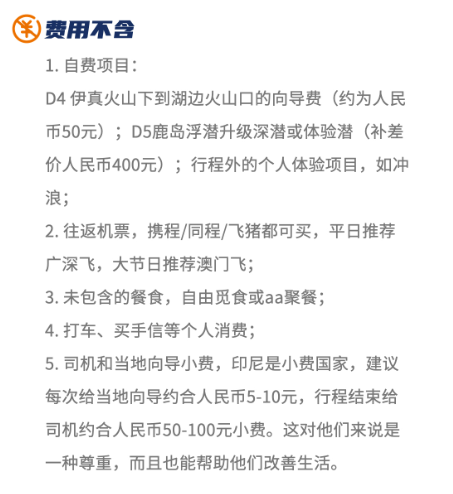 费用不含
1. 自费项目：
D4 伊真火山下到湖边火山口的向导费（约为人民
币50元）；D5鹿岛浮潜升级深潜或体验潜（补差
价人民币400元）；行程外的个人体验项目，如冲
浪；
2. 往返机票，携程/同程/飞猪都可买，平日推荐
广深飞，大节日推荐澳门飞；
3. 未包含的餐食，自由觅食或aa聚餐；
4. 打车、买手信等个人消费；
5. 司机和当地向导小费，印尼是小费国家，建议
每次给当地向导约合人民币5-10元，行程结束给
司机约合人民币50-100元小费。这对他们来说是
一种尊重，而且也能帮助他们改善生活。